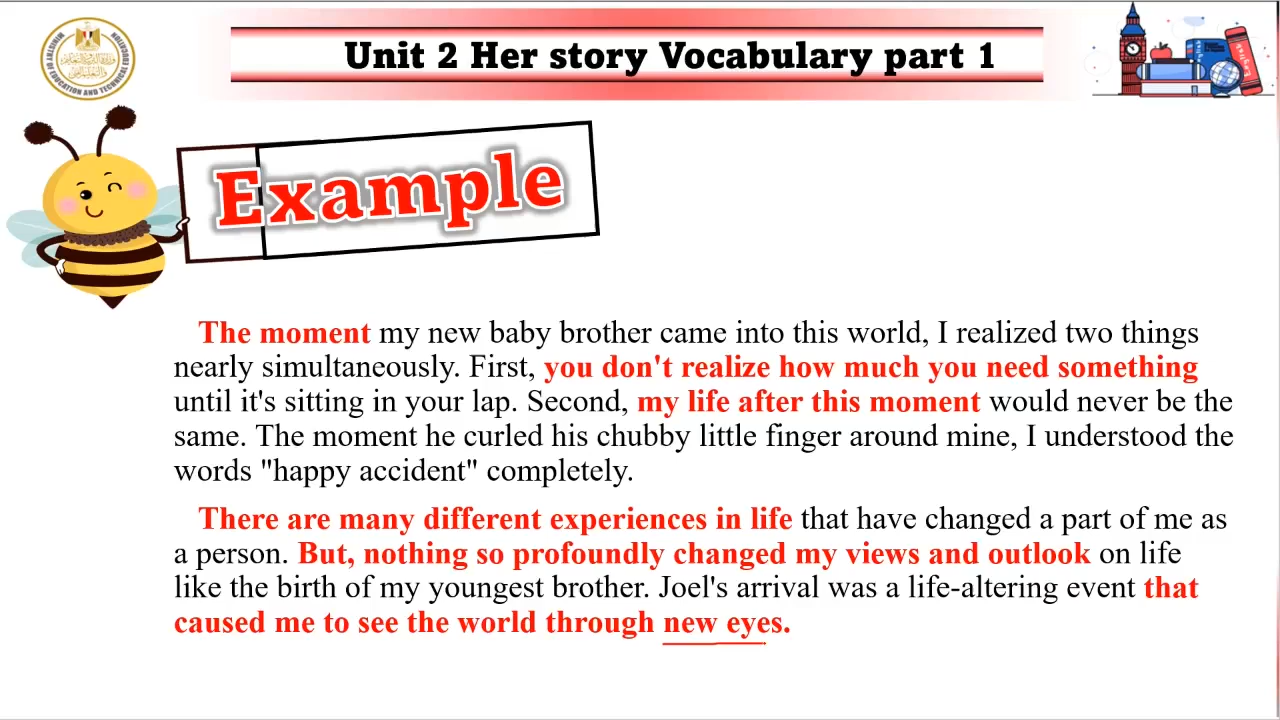 Unit 2 Her story Vocabulary part 1
MINISTRY OF EDUCATION AND TECHNICAL EDUCATION
Example
The moment my new baby brother came into this world, I realized two things
nearly simultaneously. First, you don't realize how much you need something
until it's sitting in your lap. Second, my life after this moment would never be the
same. The moment he curled his chubby little finger around mine, I understood the
words "happy accident" completely.
There are many different experiences in life that have changed a part of me as
a person. But, nothing so profoundly changed my views and outlook on life
like the birth of my youngest brother. Joel's arrival was a life-altering event that
caused me to see the world through new eyes.